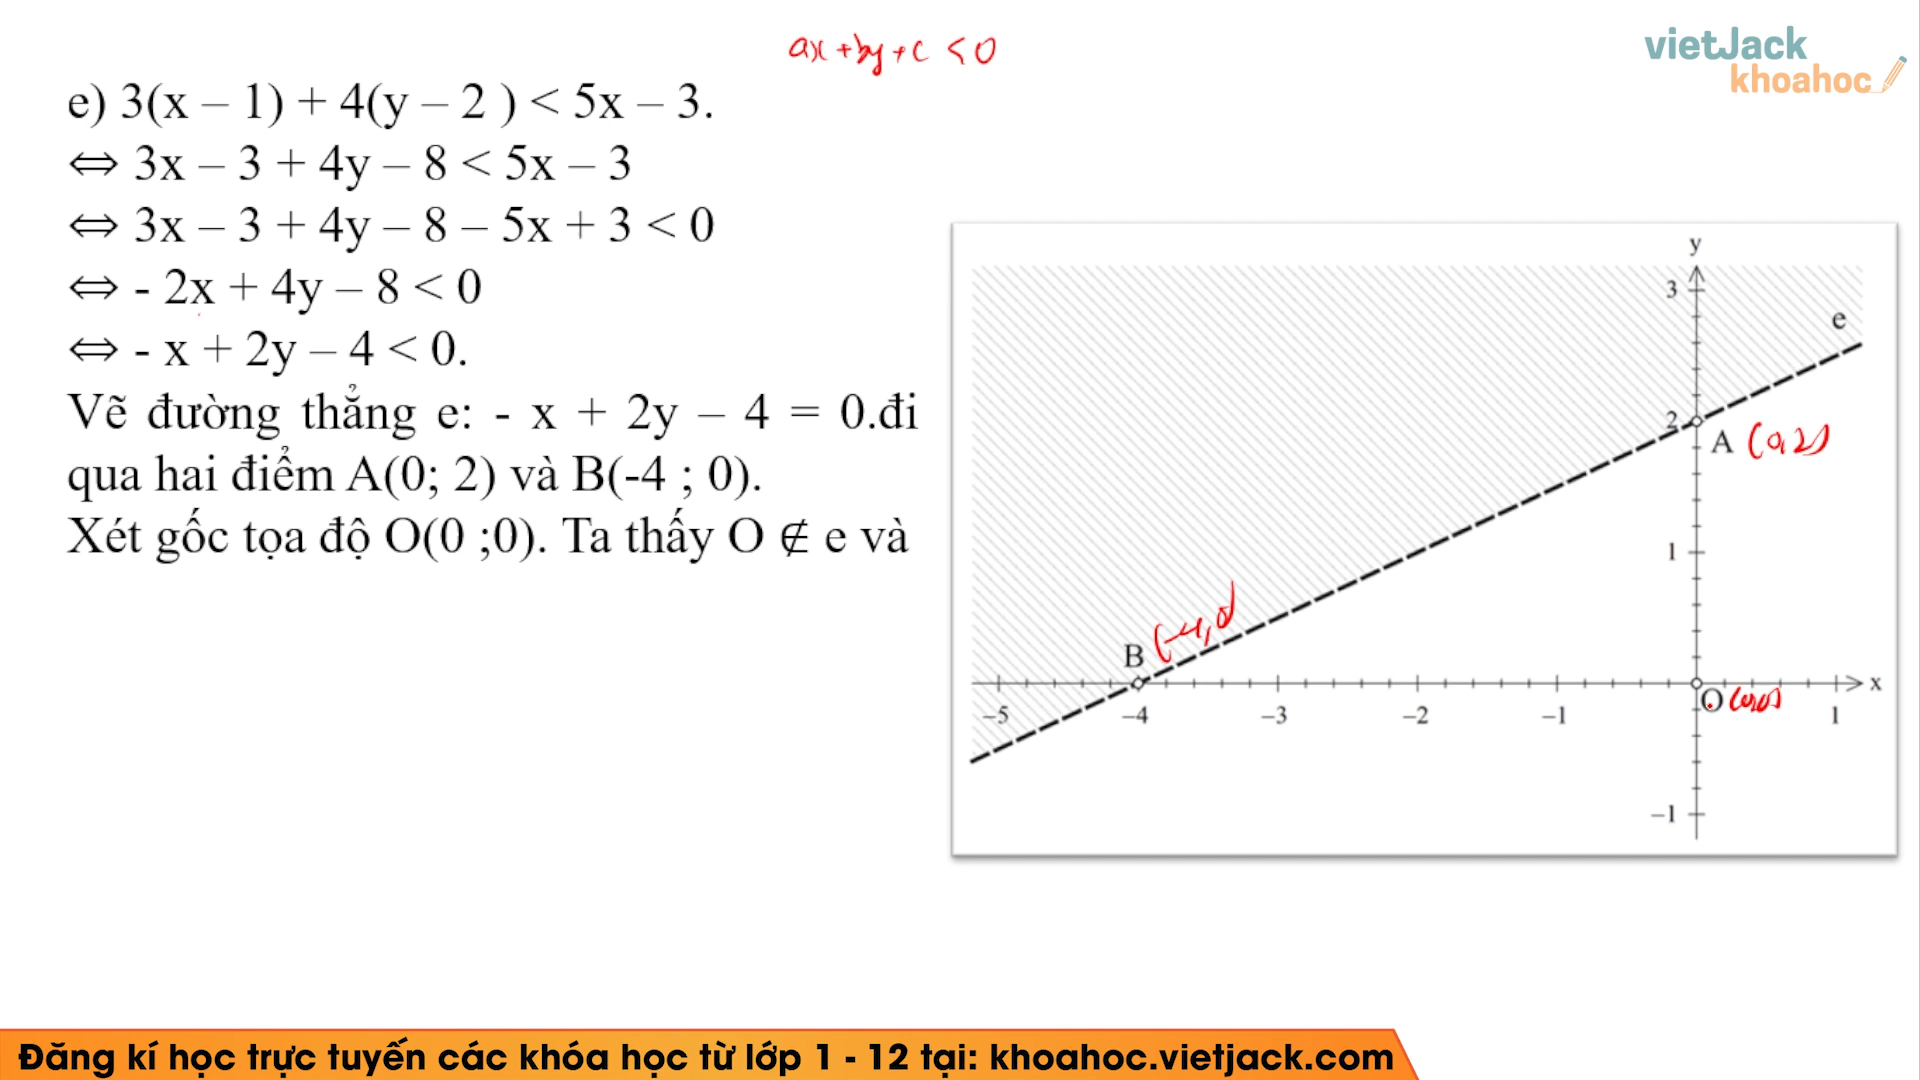 ax + by + c < 0
vietJack
khoahoc
e) 3(x – 1) + 4(y – 2 ) < 5x – 3.
⇔ 3x – 3 + 4y – 8 < 5x – 3
⇔ 3x – 3 + 4y – 8 – 5x + 3 < 0
⇔ - 2x + 4y – 8 < 0
⇔ - x + 2y – 4 < 0.
Vẽ đường thẳng e: - x + 2y – 4 = 0.đi
qua hai điểm A(0; 2) và B(-4 ; 0).
Xét gốc tọa độ O(0 ;0). Ta thấy O ∉ e và
y
3
e
2
A (0,2)
1
B (-4,0)
x
–5 –4 –3 –2 –1 O (0,0) 1
–1
Đăng kí học trực tuyến các khóa học từ lớp 1 - 12 tại: khoahoc.vietjack.com